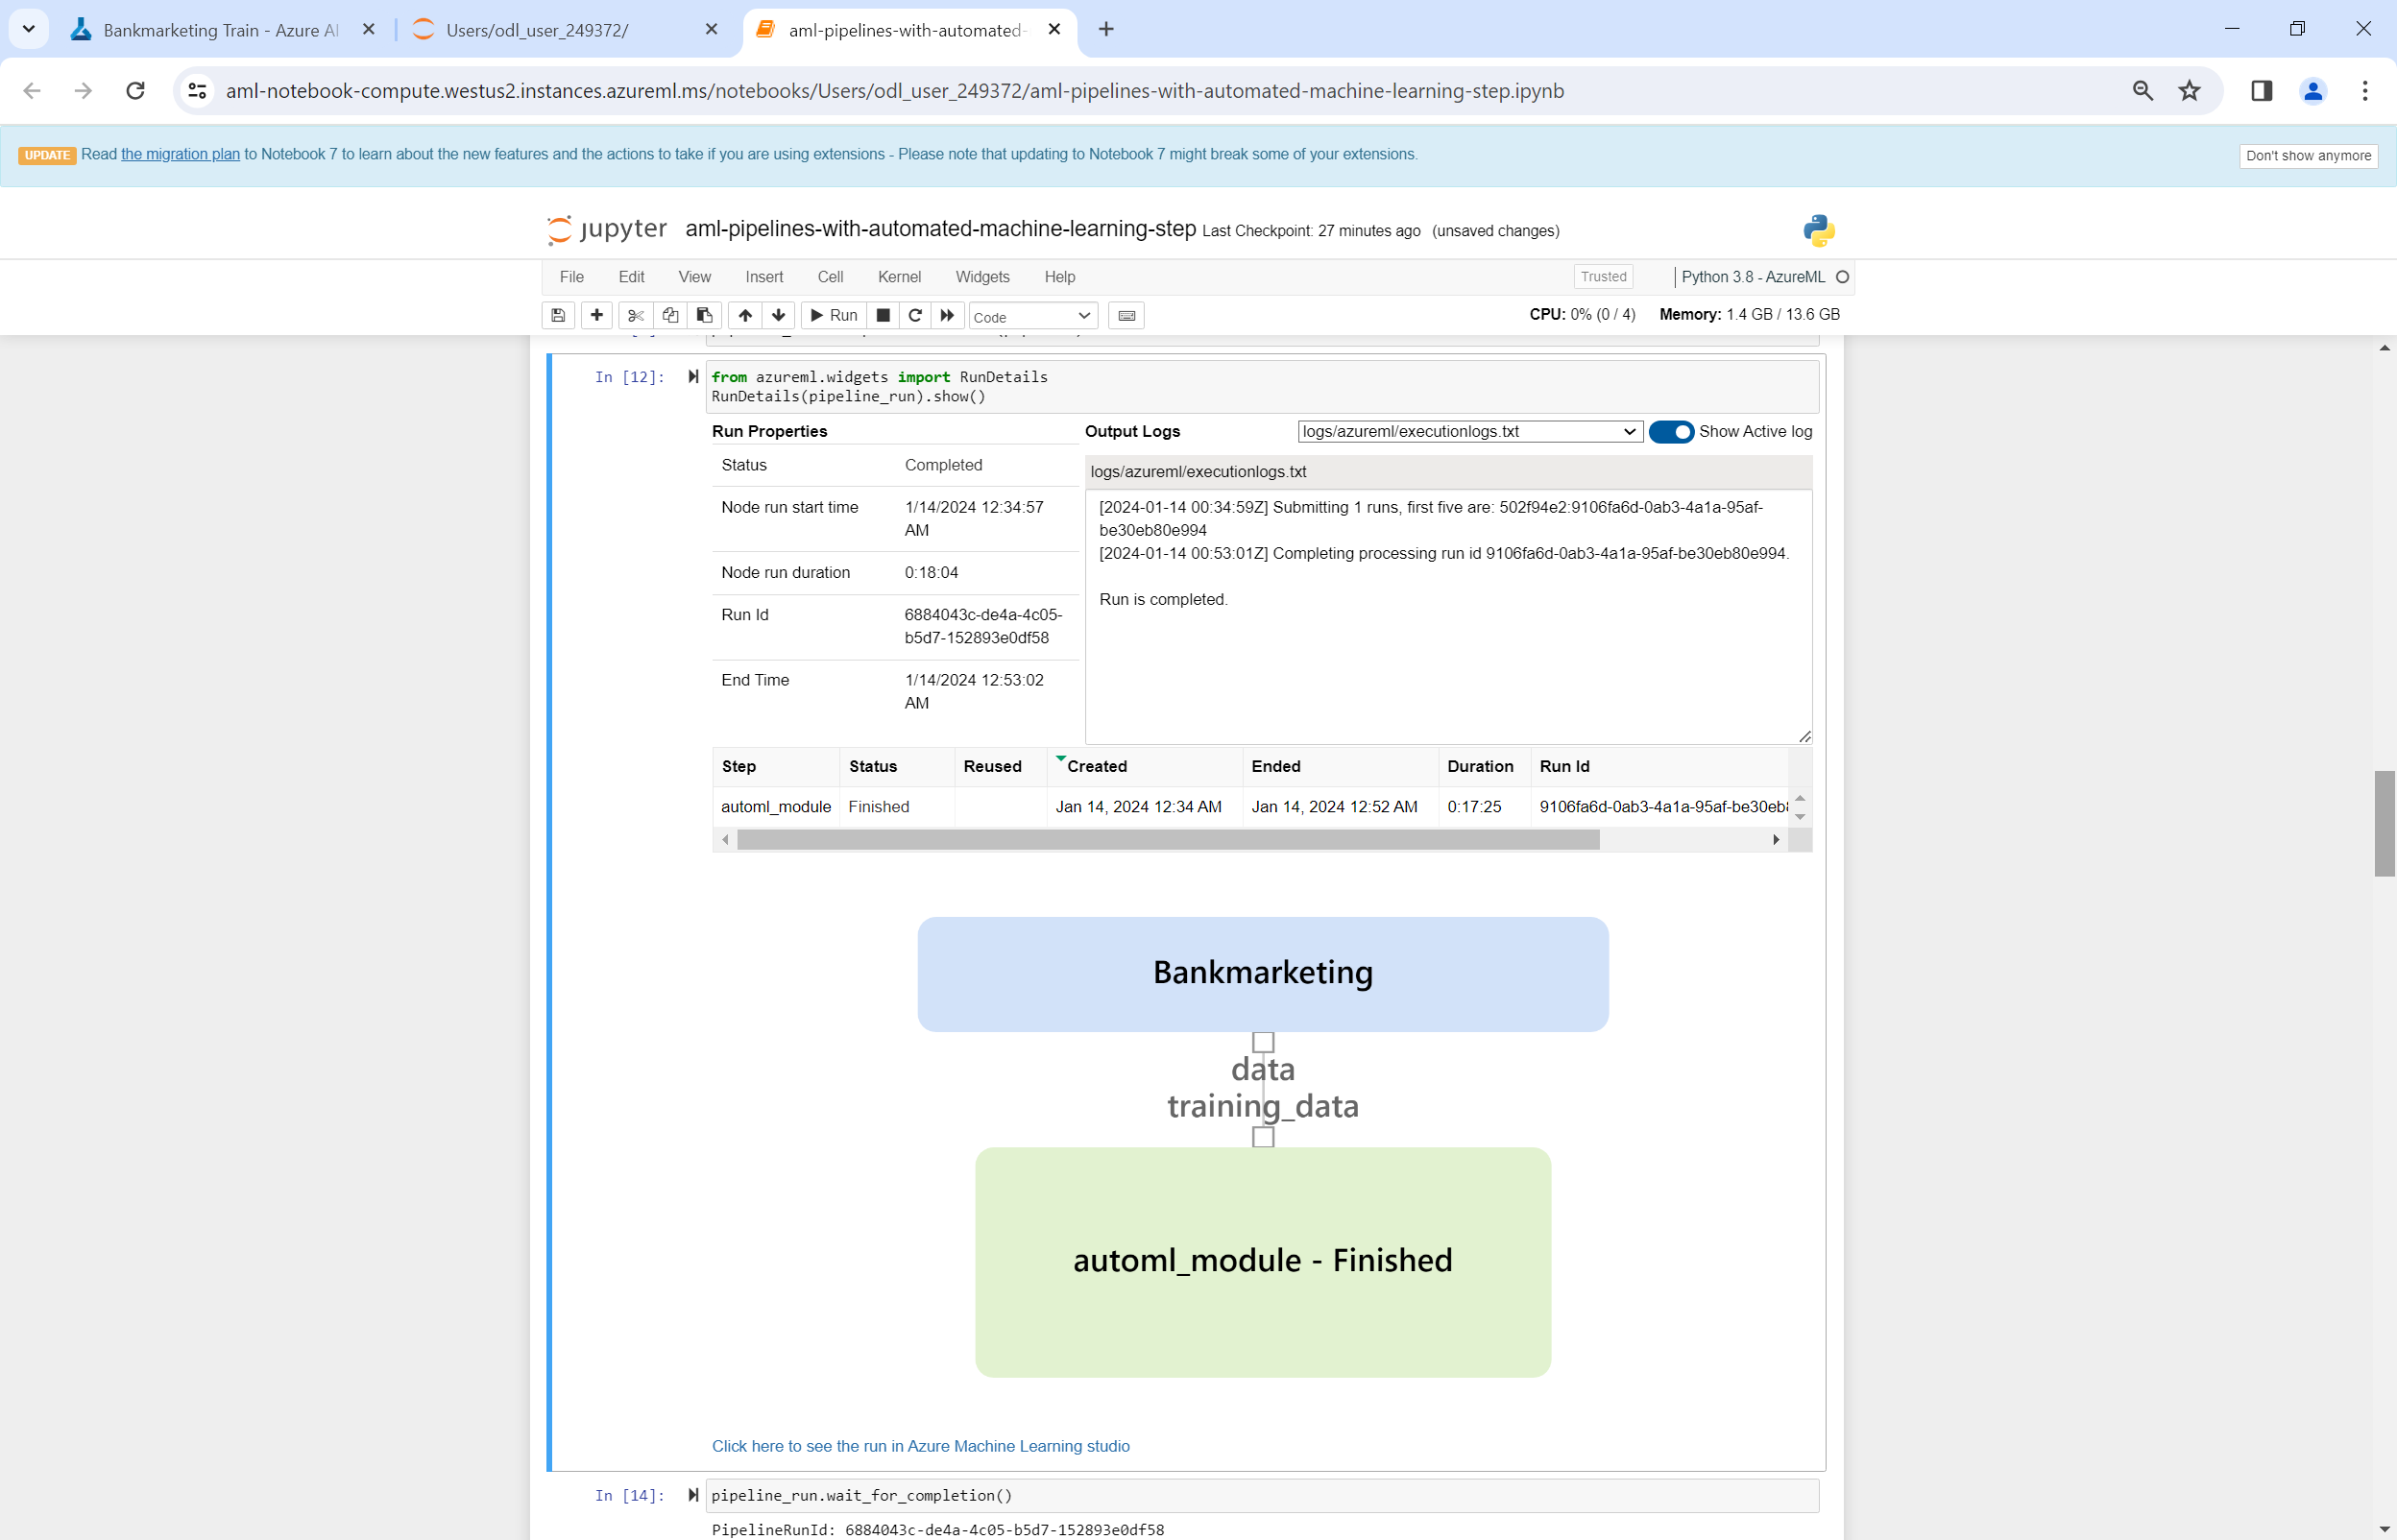 Bankmarketing Train - Azure AI
Users/odl_user_249372/
aml-pipelines-with-automated-
aml-notebook-compute.westus2.instances.azureml.ms/notebooks/Users/odl_user_249372/aml-pipelines-with-automated-machine-learning-step.ipynb
UPDATE Read the migration plan to Notebook 7 to learn about the new features and the actions to take if you are using extensions - Please note that updating to Notebook 7 might break some of your extensions.
Don't show anymore
jupyter aml-pipelines-with-automated-machine-learning-step Last Checkpoint: 27 minutes ago (unsaved changes)
File Edit View Insert Cell Kernel Widgets Help Trusted Python 3.8 - AzureML
Run Code CPU: 0% (0 / 4) Memory: 1.4 GB / 13.6 GB
In [12]: from azureml.widgets import RunDetails
RunDetails(pipeline_run).show()
Run Properties
Status Completed
Node run start time 1/14/2024 12:34:57
AM
Node run duration 0:18:04
Run Id 6884043c-de4a-4c05-
b5d7-152893e0df58
End Time 1/14/2024 12:53:02
AM
Output Logs logs/azureml/executionlogs.txt Show Active log
logs/azureml/executionlogs.txt
[2024-01-14 00:34:59Z] Submitting 1 runs, first five are: 502f94e2:9106fa6d-0ab3-4a1a-95af-
be30eb80e994
[2024-01-14 00:53:01Z] Completing processing run id 9106fa6d-0ab3-4a1a-95af-be30eb80e994.
Run is completed.
Step Status Reused Created Ended Duration Run Id
automl_module Finished Jan 14, 2024 12:34 AM Jan 14, 2024 12:52 AM 0:17:25 9106fa6d-0ab3-4a1a-95af-be30eb
Bankmarketing
data
training_data
automl_module - Finished
Click here to see the run in Azure Machine Learning studio
In [14]: pipeline_run.wait_for_completion()
PipelineRunId: 6884043c-de4a-4c05-b5d7-152893e0df58